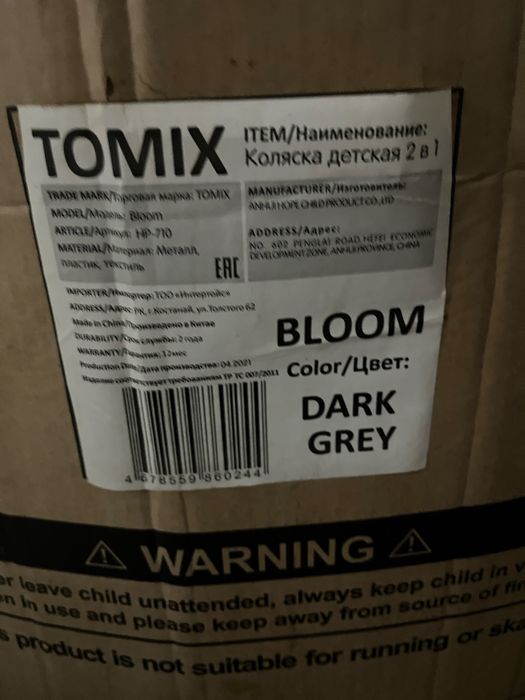 TOMIX
ITEM/Наименование:
Коляска детская 2 в 1
TRADE MARK/Торговая марка: TOMIX
MODEL/Модель: Bloom
ARTICLE/Артикул: HP-710
MATERIAL/Материал: Металл,
пластик, текстиль
EAC
MANUFACTURER/Изготовитель:
ANHUI HOPE CHILD PRODUCT CO.,LTD
ADDRESS/Адрес:
NO. 602 PENGLAI ROAD HEFEI ECONOMIC
DEVELOPMENT ZONE, ANHUI PROVINCE, CHINA
IMPORTER/Импортер: ТОО «Интертойс»
ADDRESS/Адрес: РК, г.Костанай, ул.Толстого 62
Made in China/Произведено в Китае
DURABILITY/Срок службы: 2 года
WARRANTY/Гарантия: 12мес
Production Date/Дата производства: 04.2021
Изделие соответствует требованиям ТР ТС 007/2011
BLOOM
Color/Цвет:
DARK
GREY
4 678559 860244
WARNING
er leave child unattended, always keep child in v
en in use and please keep away from source of fir
s product is not suitable for running or ska